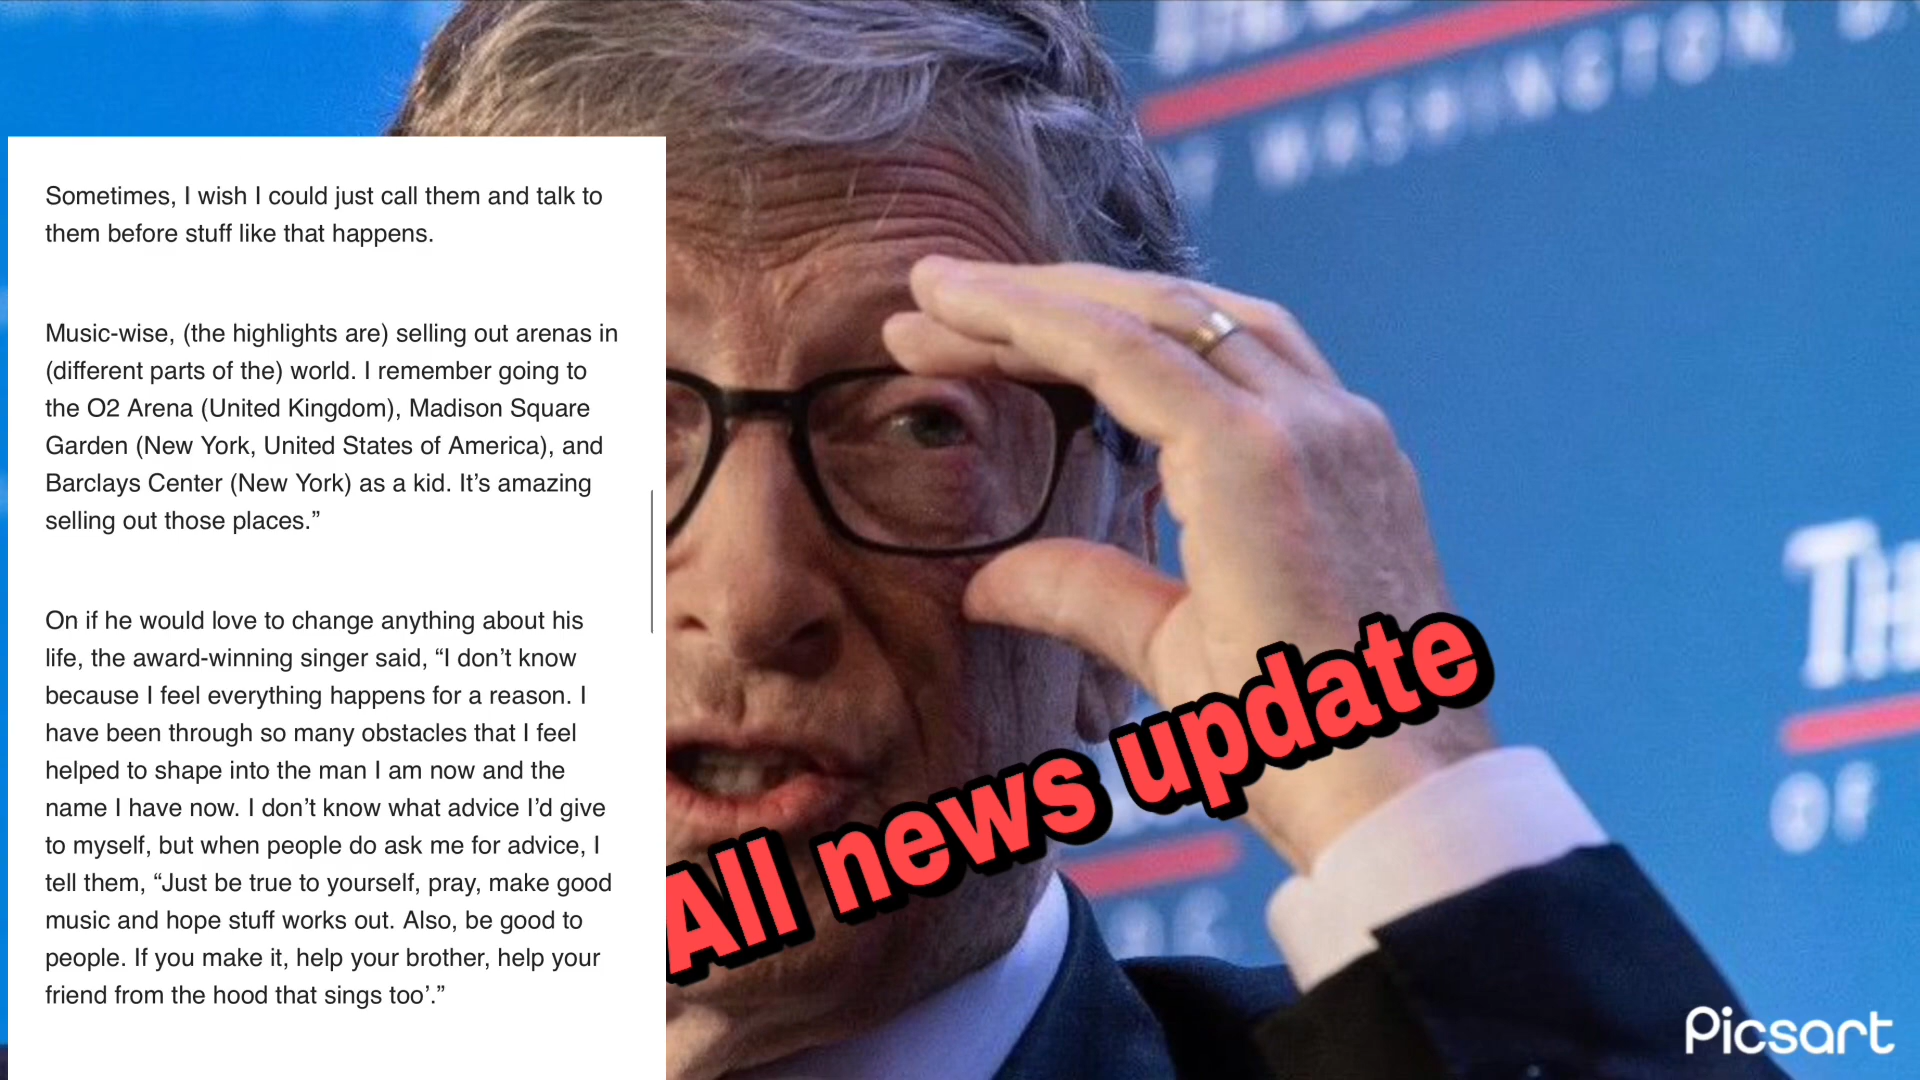 Sometimes, I wish I could just call them and talk to
them before stuff like that happens.
Music-wise, (the highlights are) selling out arenas in
(different parts of the) world. I remember going to
the O2 Arena (United Kingdom), Madison Square
Garden (New York, United States of America), and
Barclays Center (New York) as a kid. It’s amazing
selling out those places.”
On if he would love to change anything about his
life, the award-winning singer said, “I don’t know
because I feel everything happens for a reason. I
have been through so many obstacles that I feel
helped to shape into the man I am now and the
name I have now. I don’t know what advice I’d give
to myself, but when people do ask me for advice, I
tell them, “Just be true to yourself, pray, make good
music and hope stuff works out. Also, be good to
people. If you make it, help your brother, help your
friend from the hood that sings too’.”
WASHINGTON, D.
All news update
OF
Picsart